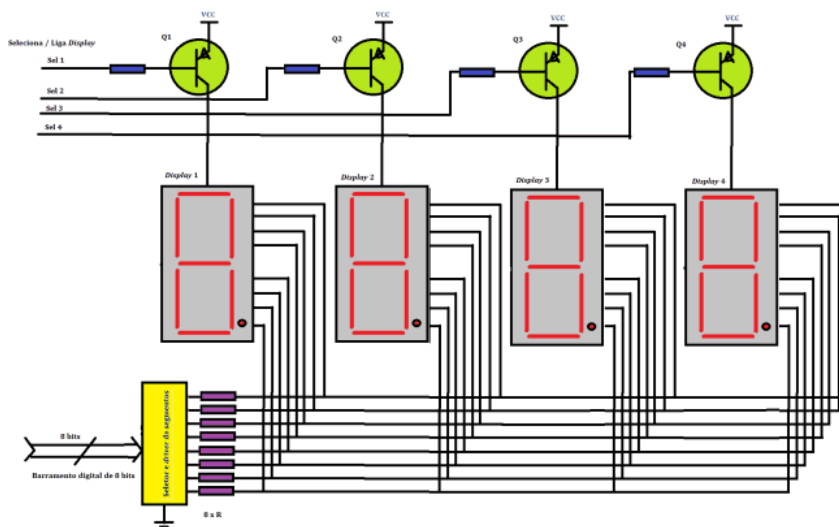 VCC
VCC
VCC
VCC
Q1
Q2
Q3
Q4
Seleciona / Liga Display
Sel 1
Sel 2
Sel 3
Sel 4
Display 1
Display 2
Display 3
Display 4
8 bits
Barramento digital de 8 bits
Seletor e driver de segmentos
8 x R